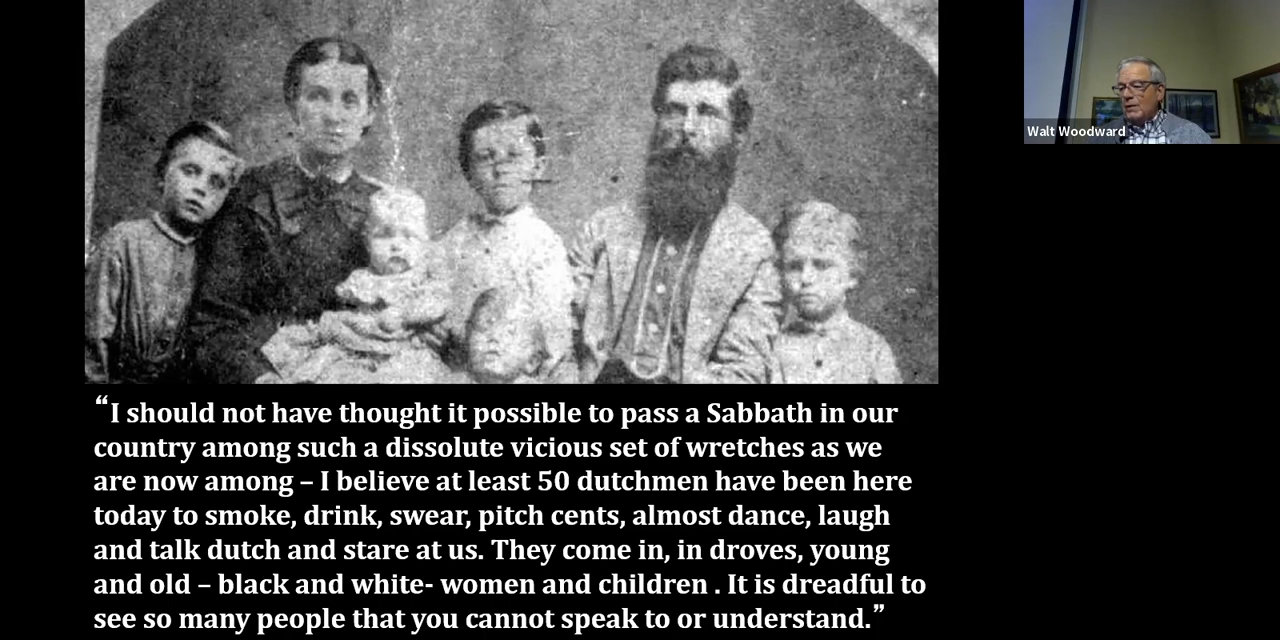 Walt Woodward
“I should not have thought it possible to pass a Sabbath in our
country among such a dissolute vicious set of wretches as we
are now among – I believe at least 50 dutchmen have been here
today to smoke, drink, swear, pitch cents, almost dance, laugh
and talk dutch and stare at us. They come in, in droves, young
and old – black and white- women and children . It is dreadful to
see so many people that you cannot speak to or understand.”